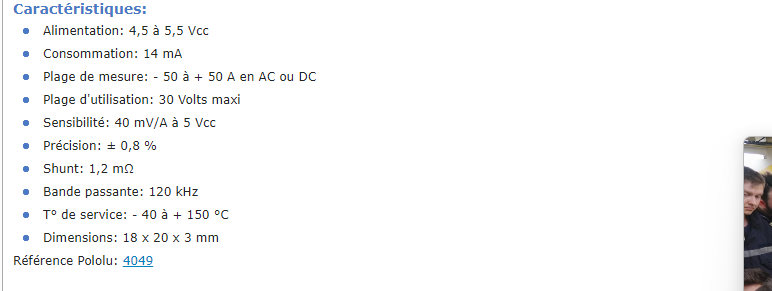 Caractéristiques:
Alimentation: 4,5 à 5,5 Vcc
Consommation: 14 mA
Plage de mesure: - 50 à + 50 A en AC ou DC
Plage d'utilisation: 30 Volts maxi
Sensibilité: 40 mV/A à 5 Vcc
Précision: ± 0,8 %
Shunt: 1,2 mΩ
Bande passante: 120 kHz
T° de service: - 40 à + 150 °C
Dimensions: 18 x 20 x 3 mm
Référence Pololu: 4049